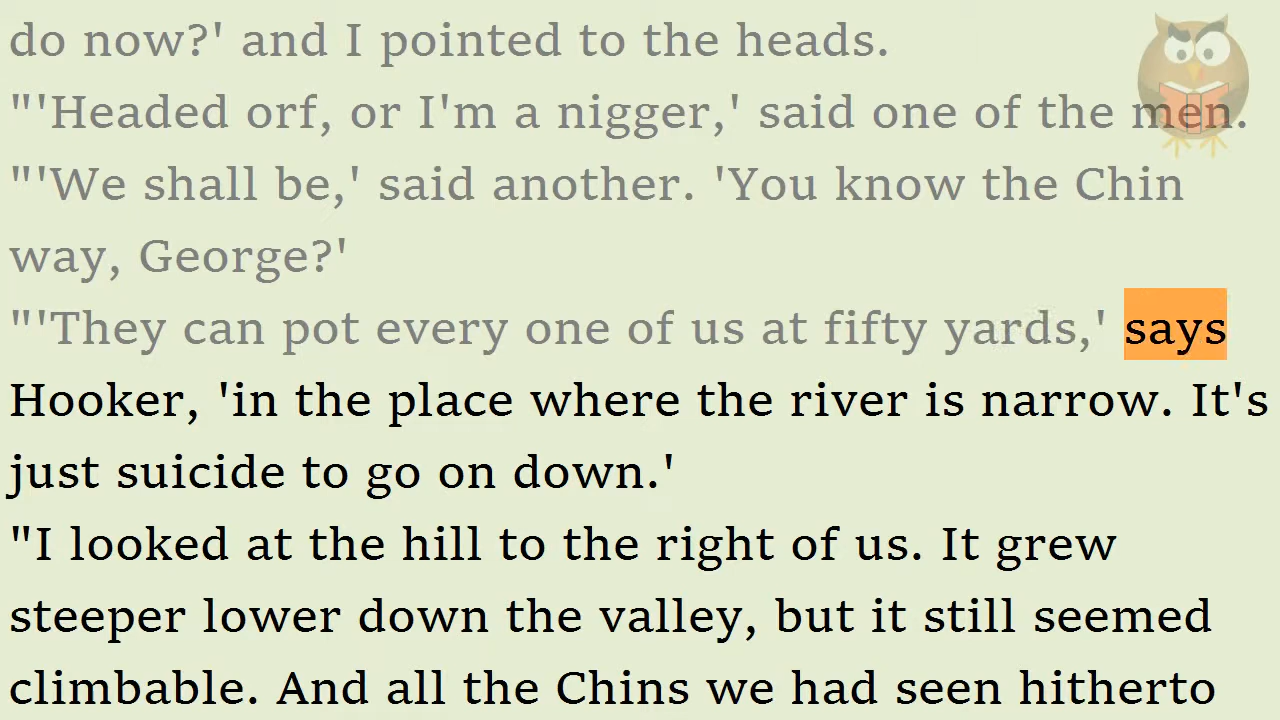 do now?' and I pointed to the heads.
"'Headed orf, or I'm a nigger,' said one of the men.
"'We shall be,' said another. 'You know the Chin
way, George?'
"'They can pot every one of us at fifty yards,' says
Hooker, 'in the place where the river is narrow. It's
just suicide to go on down.'
"I looked at the hill to the right of us. It grew
steeper lower down the valley, but it still seemed
climbable. And all the Chins we had seen hitherto